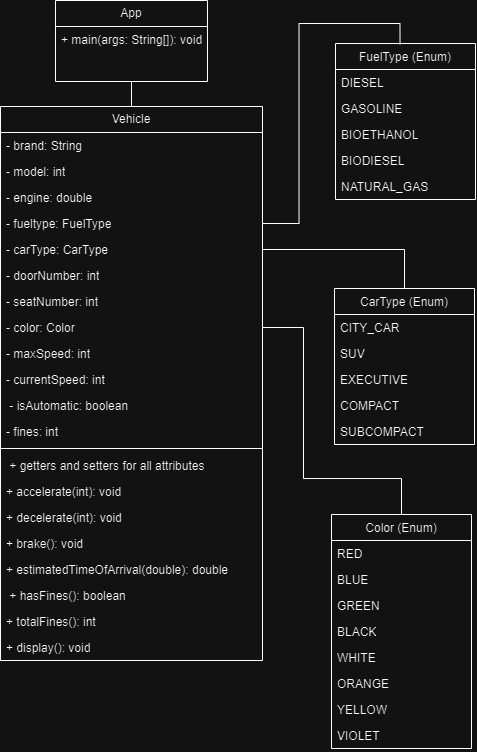 App
+ main(args: String[]): void
Vehicle
- brand: String
- model: int
- engine: double
- fueltype: FuelType
- carType: CarType
- doorNumber: int
- seatNumber: int
- color: Color
- maxSpeed: int
- currentSpeed: int
- isAutomatic: boolean
- fines: int
+ getters and setters for all attributes
+ accelerate(int): void
+ decelerate(int): void
+ brake(): void
+ estimatedTimeOfArrival(double): double
+ hasFines(): boolean
+ totalFines(): int
+ display(): void
FuelType (Enum)
DIESEL
GASOLINE
BIOETHANOL
BIODIESEL
NATURAL_GAS
CarType (Enum)
CITY_CAR
SUV
EXECUTIVE
COMPACT
SUBCOMPACT
Color (Enum)
RED
BLUE
GREEN
BLACK
WHITE
ORANGE
YELLOW
VIOLET